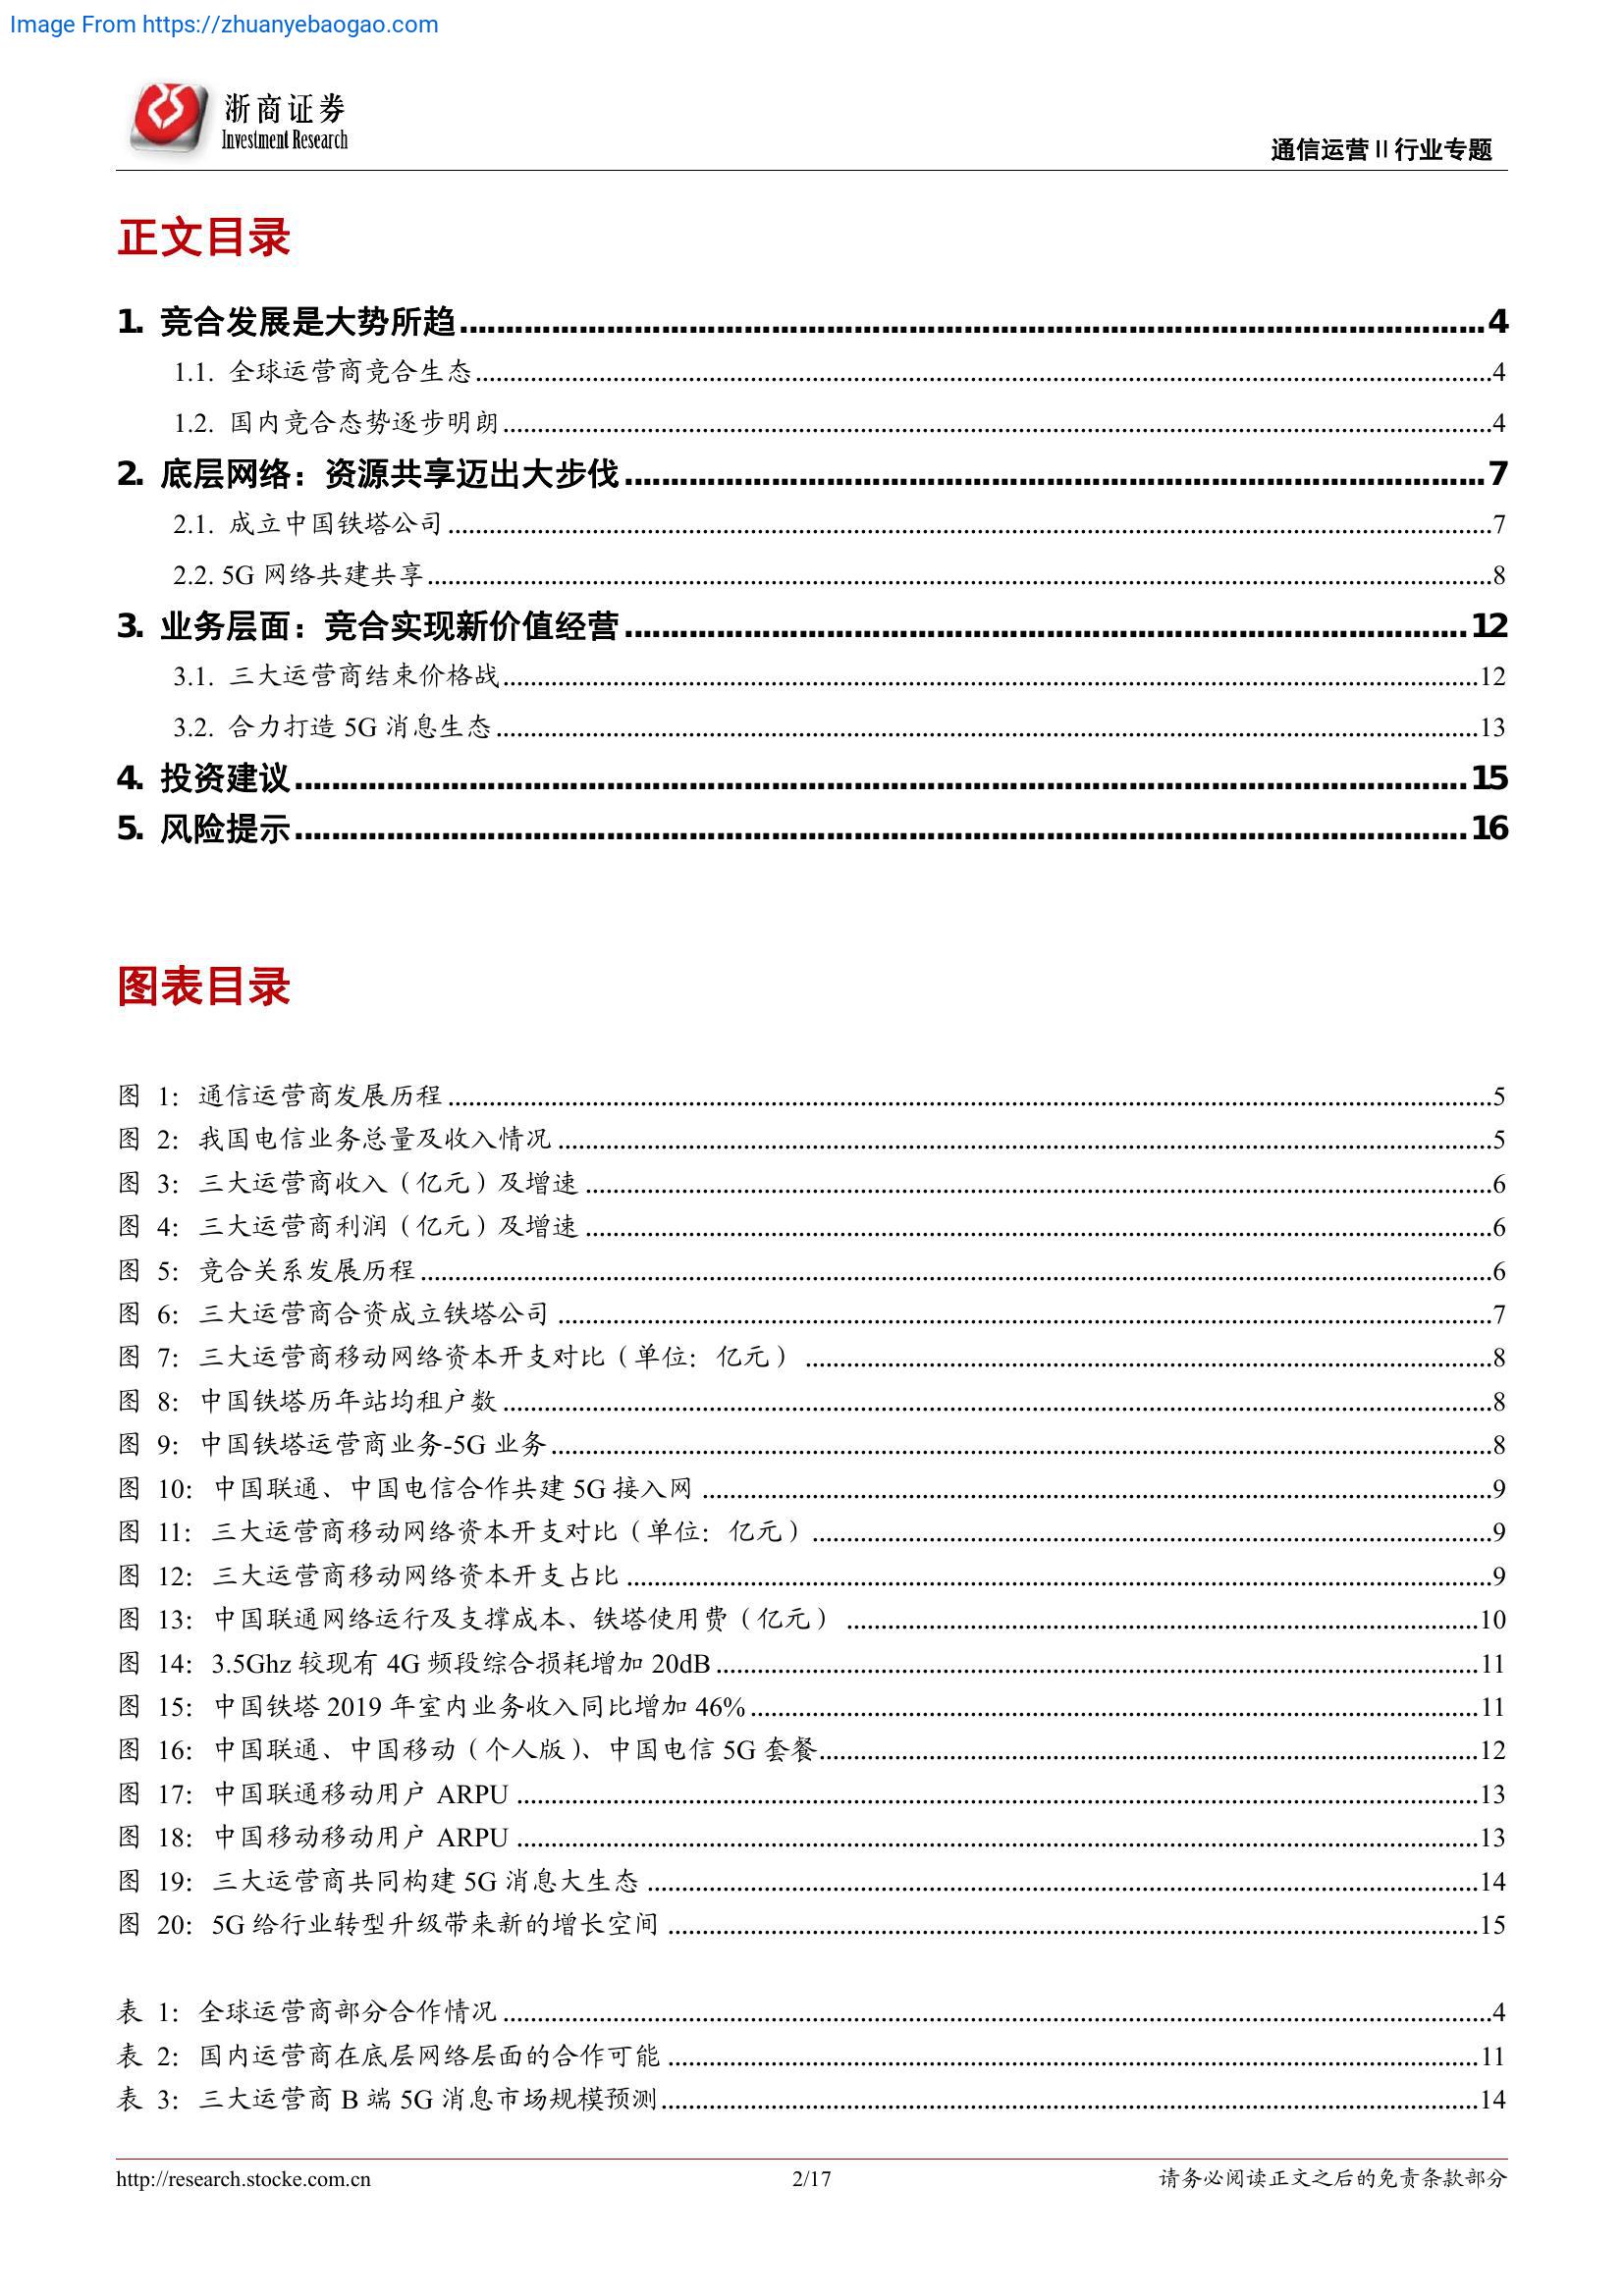 Image From https://zhuanyebaogao.com
浙商证券
Investment Research
通信运营Ⅱ行业专题
正文目录
1. 竞合发展是大势所趋........4
1.1. 全球运营商竞合生态........4
1.2. 国内竞合态势逐步明朗........4
2. 底层网络：资源共享迈出大步伐........7
2.1. 成立中国铁塔公司........7
2.2. 5G 网络共建共享........8
3. 业务层面：竞合实现新价值经营........12
3.1. 三大运营商结束价格战........12
3.2. 合力打造 5G 消息生态........13
4. 投资建议........15
5. 风险提示........16
图表目录
图 1：通信运营商发展历程........5
图 2：我国电信业务总量及收入情况........5
图 3：三大运营商收入（亿元）及增速........6
图 4：三大运营商利润（亿元）及增速........6
图 5：竞合关系发展历程........6
图 6：三大运营商合资成立铁塔公司........7
图 7：三大运营商移动网络资本开支对比（单位：亿元）........8
图 8：中国铁塔历年站均租户数........8
图 9：中国铁塔运营商业务-5G 业务........8
图 10：中国联通、中国电信合作共建 5G 接入网........9
图 11：三大运营商移动网络资本开支对比（单位：亿元）........9
图 12：三大运营商移动网络资本开支占比........9
图 13：中国联通网络运行及支撑成本、铁塔使用费（亿元）........10
图 14：3.5Ghz 较现有 4G 频段综合损耗增加 20dB........11
图 15：中国铁塔 2019 年室内业务收入同比增加 46%........11
图 16：中国联通、中国移动（个人版）、中国电信 5G 套餐........12
图 17：中国联通移动用户 ARPU........13
图 18：中国移动移动用户 ARPU........13
图 19：三大运营商共同构建 5G 消息大生态........14
图 20：5G 给行业转型升级带来新的增长空间........15
表 1：全球运营商部分合作情况........4
表 2：国内运营商在底层网络层面的合作可能........11
表 3：三大运营商 B 端 5G 消息市场规模预测........14
http://research.stocke.com.cn
2/17
请务必阅读正文之后的免责条款部分